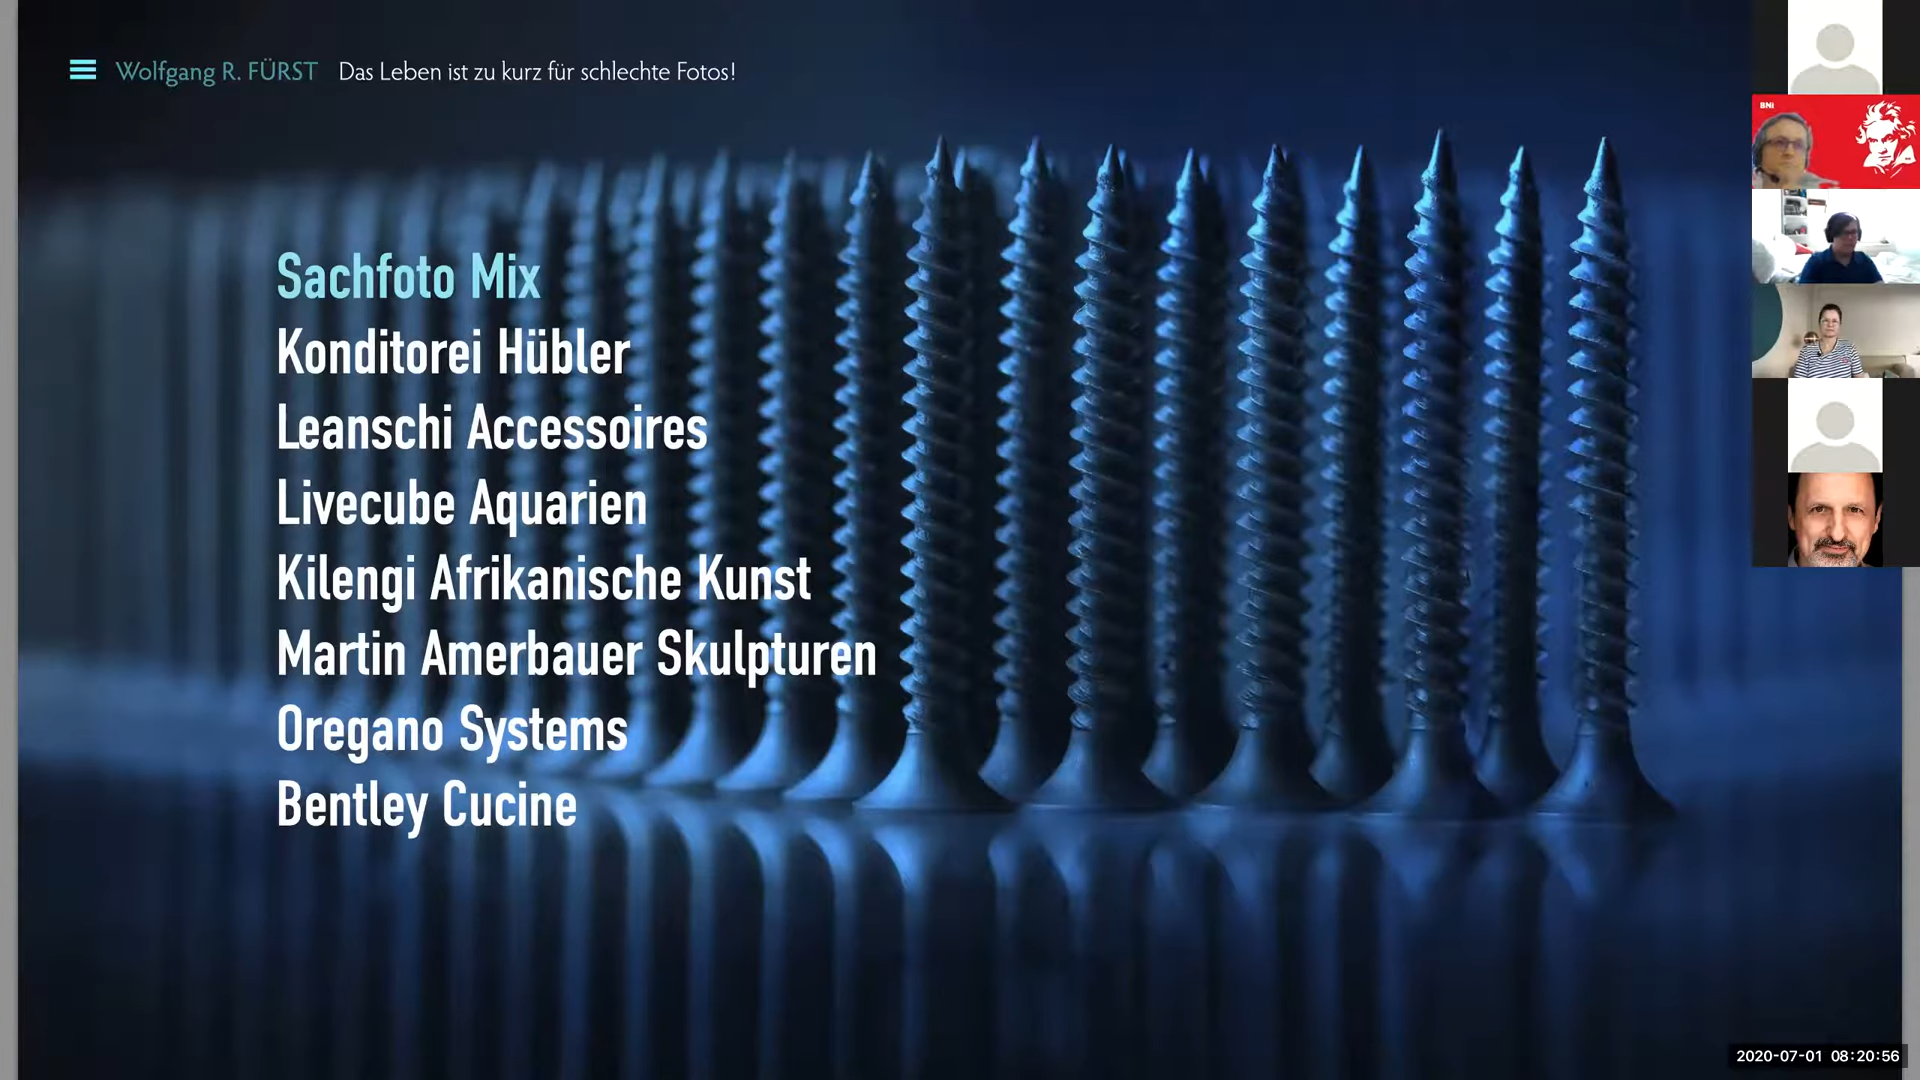 Wolfgang R. FÜRST Das Leben ist zu kurz für schlechte Fotos!
BNI
Sachfoto Mix
Konditorei Hübler
Leanschi Accessoires
Livecube Aquarien
Kilengi Afrikanische Kunst
Martin Amerbauer Skulpturen
Oregano Systems
Bentley Cucine
2020-07-01 08:20:56